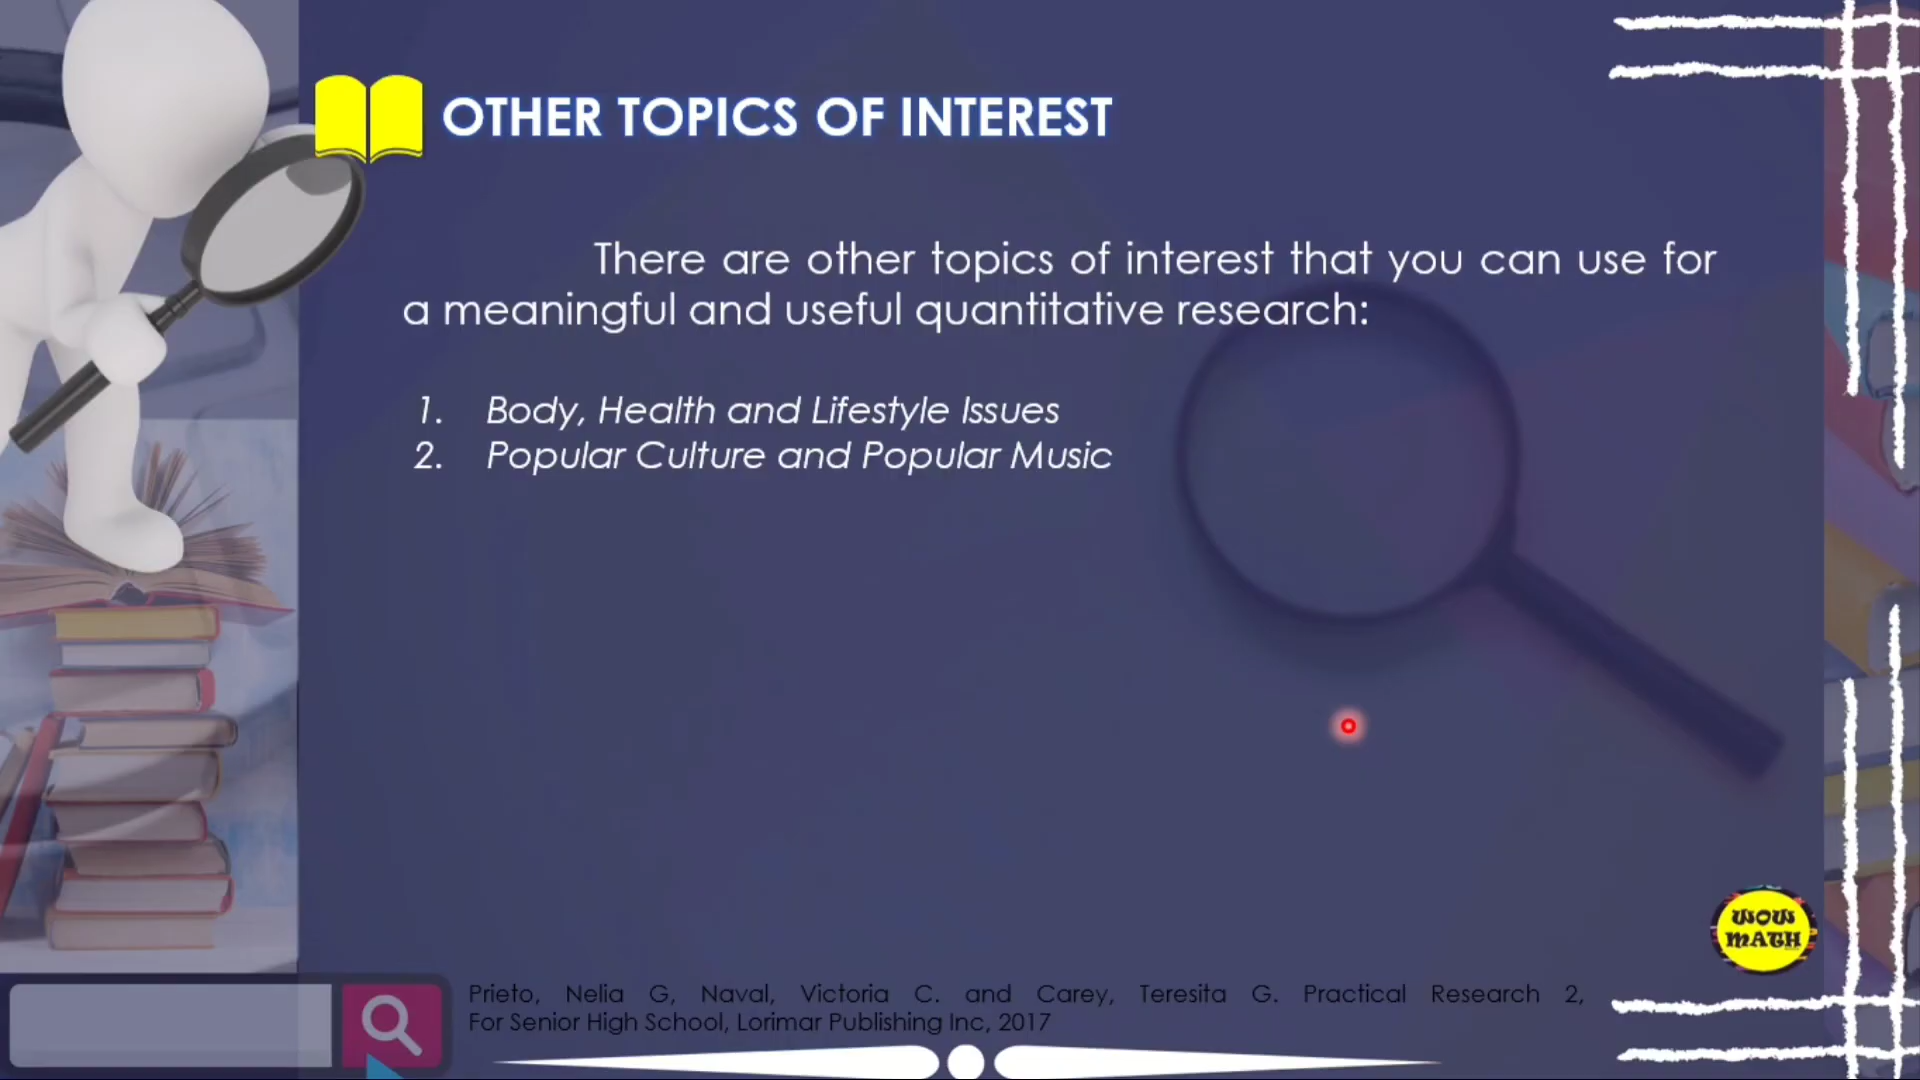 OTHER TOPICS OF INTEREST
There are other topics of interest that you can use for
a meaningful and useful quantitative research:
1. Body, Health and Lifestyle Issues
2. Popular Culture and Popular Music
WOW
MATH
Prieto, Nelia G, Naval, Victoria C. and Carey, Teresita G. Practical Research 2,
For Senior High School, Lorimar Publishing Inc, 2017